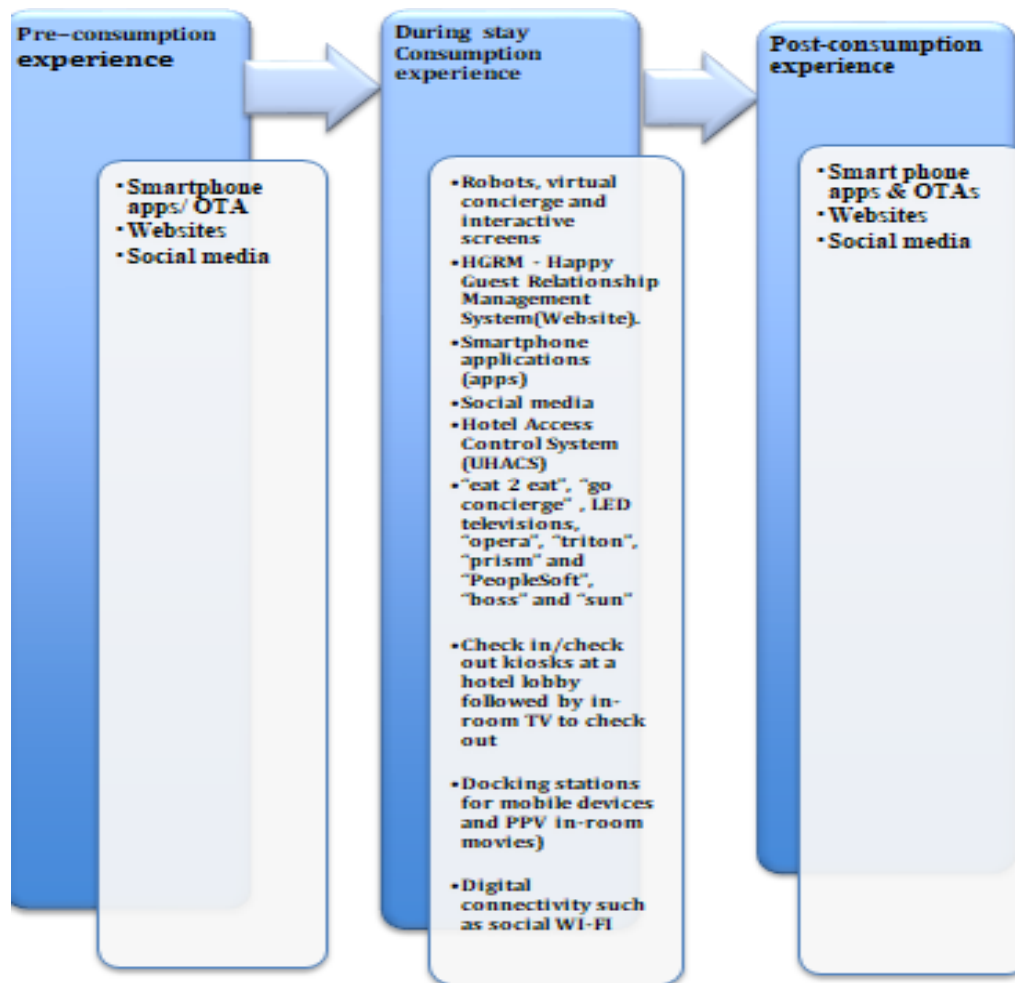 Pre-consumption
experience
• Smartphone
apps/ OTA
• Websites
• Social media
During stay
Consumption
experience
• Robots, virtual
concierge and
interactive
screens
• HGRM - Happy
Guest Relationship
Management
System(Website).
• Smartphone
applications
(apps)
• Social media
• Hotel Access
Control System
(UHACS)
• "eat 2 eat", "go
concierge" , LED
televisions,
"opera", "triton",
"prism" and
"PeopleSoft",
"boss" and "sun"
• Check in/check
out kiosks at a
hotel lobby
followed by in-
room TV to check
out
• Docking stations
for mobile devices
and PPV in-room
movies)
• Digital
connectivity such
as social WI-FI
Post-consumption
experience
• Smart phone
apps & OTAs
• Websites
• Social media